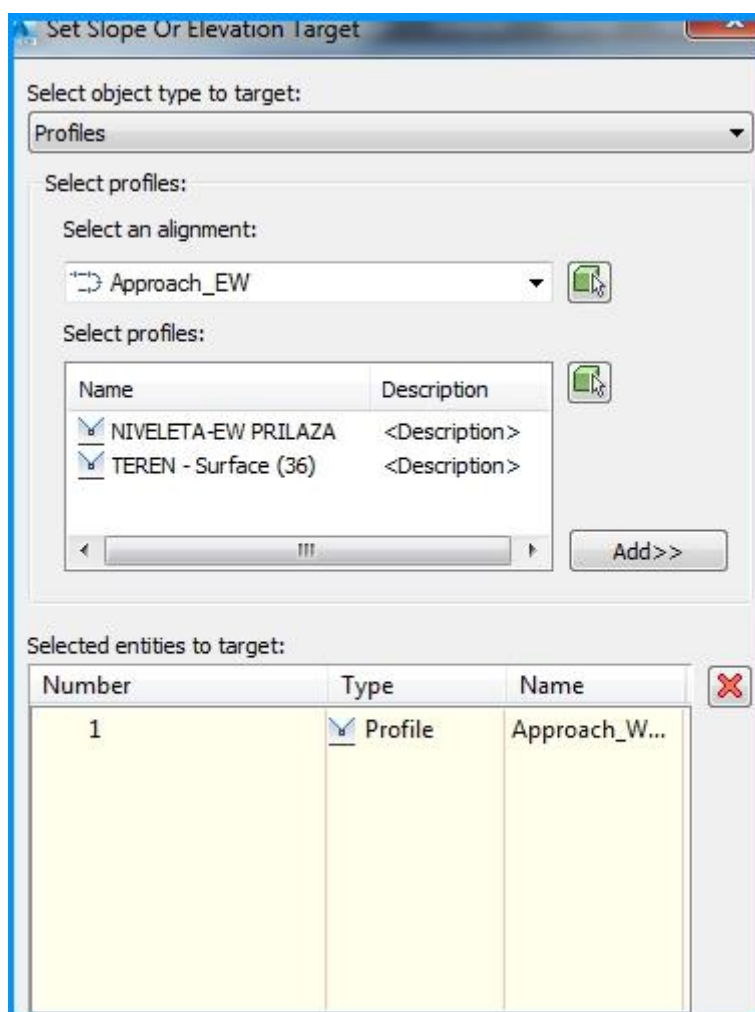 Set Slope Or Elevation Target
Select object type to target:
Profiles
Select profiles:
Select an alignment:
Approach_EW
Select profiles:
Name Description
NIVELETA-EW PRILAZA <Description>
TEREN - Surface (36) <Description>
Add>>
Selected entities to target:
Number Type Name
1 Profile Approach_W...